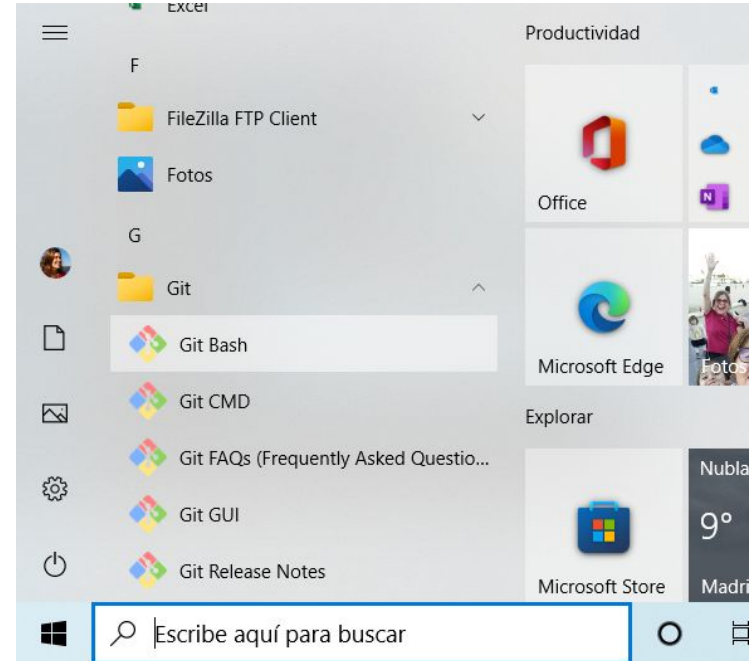 Excel
F
FileZilla FTP Client
Fotos
G
Git
Git Bash
Git CMD
Git FAQs (Frequently Asked Questio...
Git GUI
Git Release Notes
Productividad
Office
N
Microsoft Edge
Fotos
Explorar
Microsoft Store
Nubla
9°
Madri
Escribe aquí para buscar